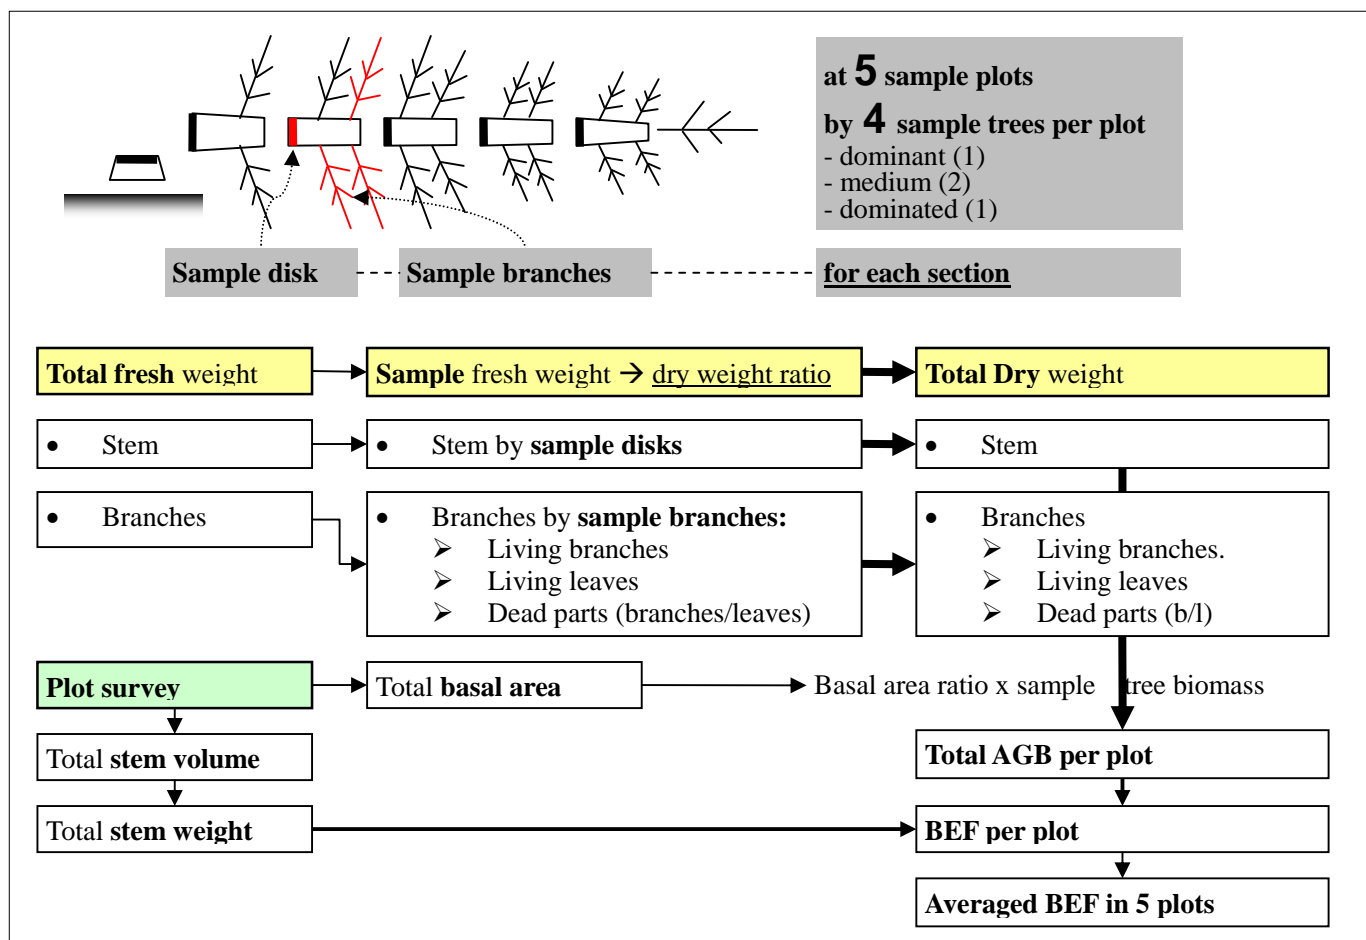 at 5 sample plots
by 4 sample trees per plot
- dominant (1)
- medium (2)
- dominated (1)
Sample disk
Sample branches
for each section
Total fresh weight
Sample fresh weight → dry weight ratio
Total Dry weight
• Stem
• Stem by sample disks
• Stem
• Branches
• Branches by sample branches:
➢ Living branches
➢ Living leaves
➢ Dead parts (branches/leaves)
• Branches
➢ Living branches.
➢ Living leaves
➢ Dead parts (b/l)
Plot survey
Total basal area
Basal area ratio x sample tree biomass
Total stem volume
Total AGB per plot
Total stem weight
BEF per plot
Averaged BEF in 5 plots